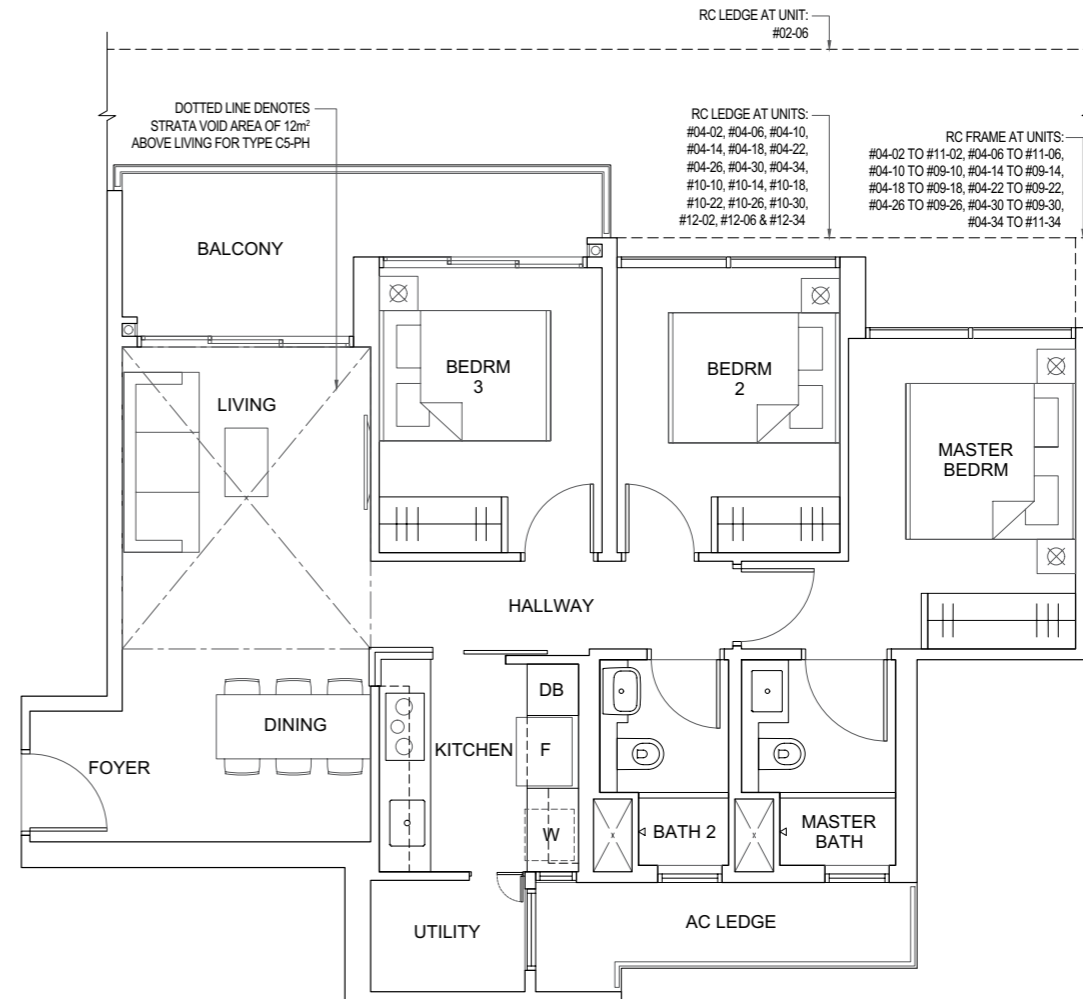 RC LEDGE AT UNIT:
#02-06
DOTTED LINE DENOTES
STRATA VOID AREA OF 12m²
ABOVE LIVING FOR TYPE C5-PH
RC LEDGE AT UNITS:
#04-02, #04-06, #04-10,
#04-14, #04-18, #04-22,
#04-26, #04-30, #04-34,
#10-10, #10-14, #10-18,
#10-22, #10-26, #10-30,
#12-02, #12-06 & #12-34
RC FRAME AT UNITS:
#04-02 TO #11-02, #04-06 TO #11-06,
#04-10 TO #09-10, #04-14 TO #09-14,
#04-18 TO #09-18, #04-22 TO #09-22,
#04-26 TO #09-26, #04-30 TO #09-30,
#04-34 TO #11-34
BALCONY
BEDRM
3
BEDRM
2
LIVING
MASTER
BEDRM
HALLWAY
DB
DINING
KITCHEN
F
FOYER
W
BATH 2
MASTER
BATH
UTILITY
AC LEDGE